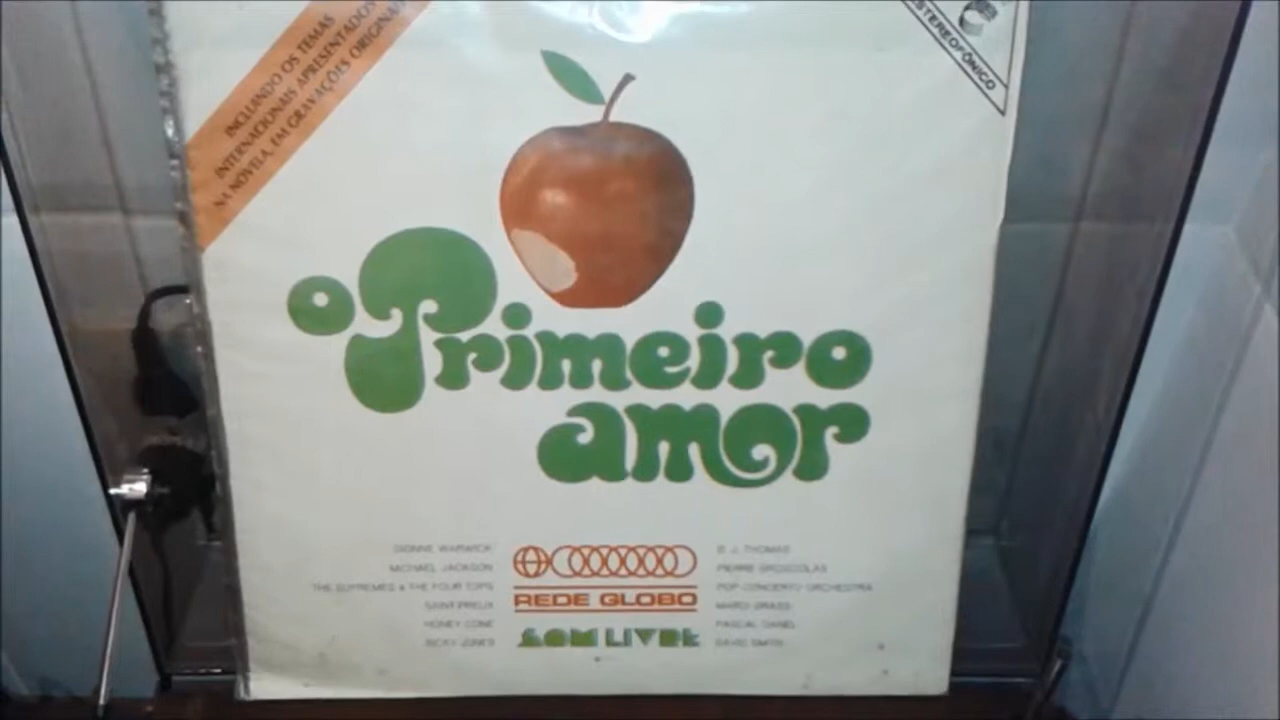 INCLUINDO OS TEMAS
INTERNACIONAIS APRESENTADOS
NA NOVELA, EM GRAVAÇÕES ORIGINAIS
ESTEREOFÔNICO
O Primeiro
amor
DIONNE WARWICK
MICHAEL JACKSON
THE SUPREMES & THE FOUR TOPS
SAINT-PREUX
HONEY CONE
RICKY JONES
REDE GLOBO
SOM LIVRE
B. J. THOMAS
PIERRE GROSCOLAS
POP CONCERTO ORCHESTRA
MARDI GRASS
PASCAL DANEL
DAVID SMITH